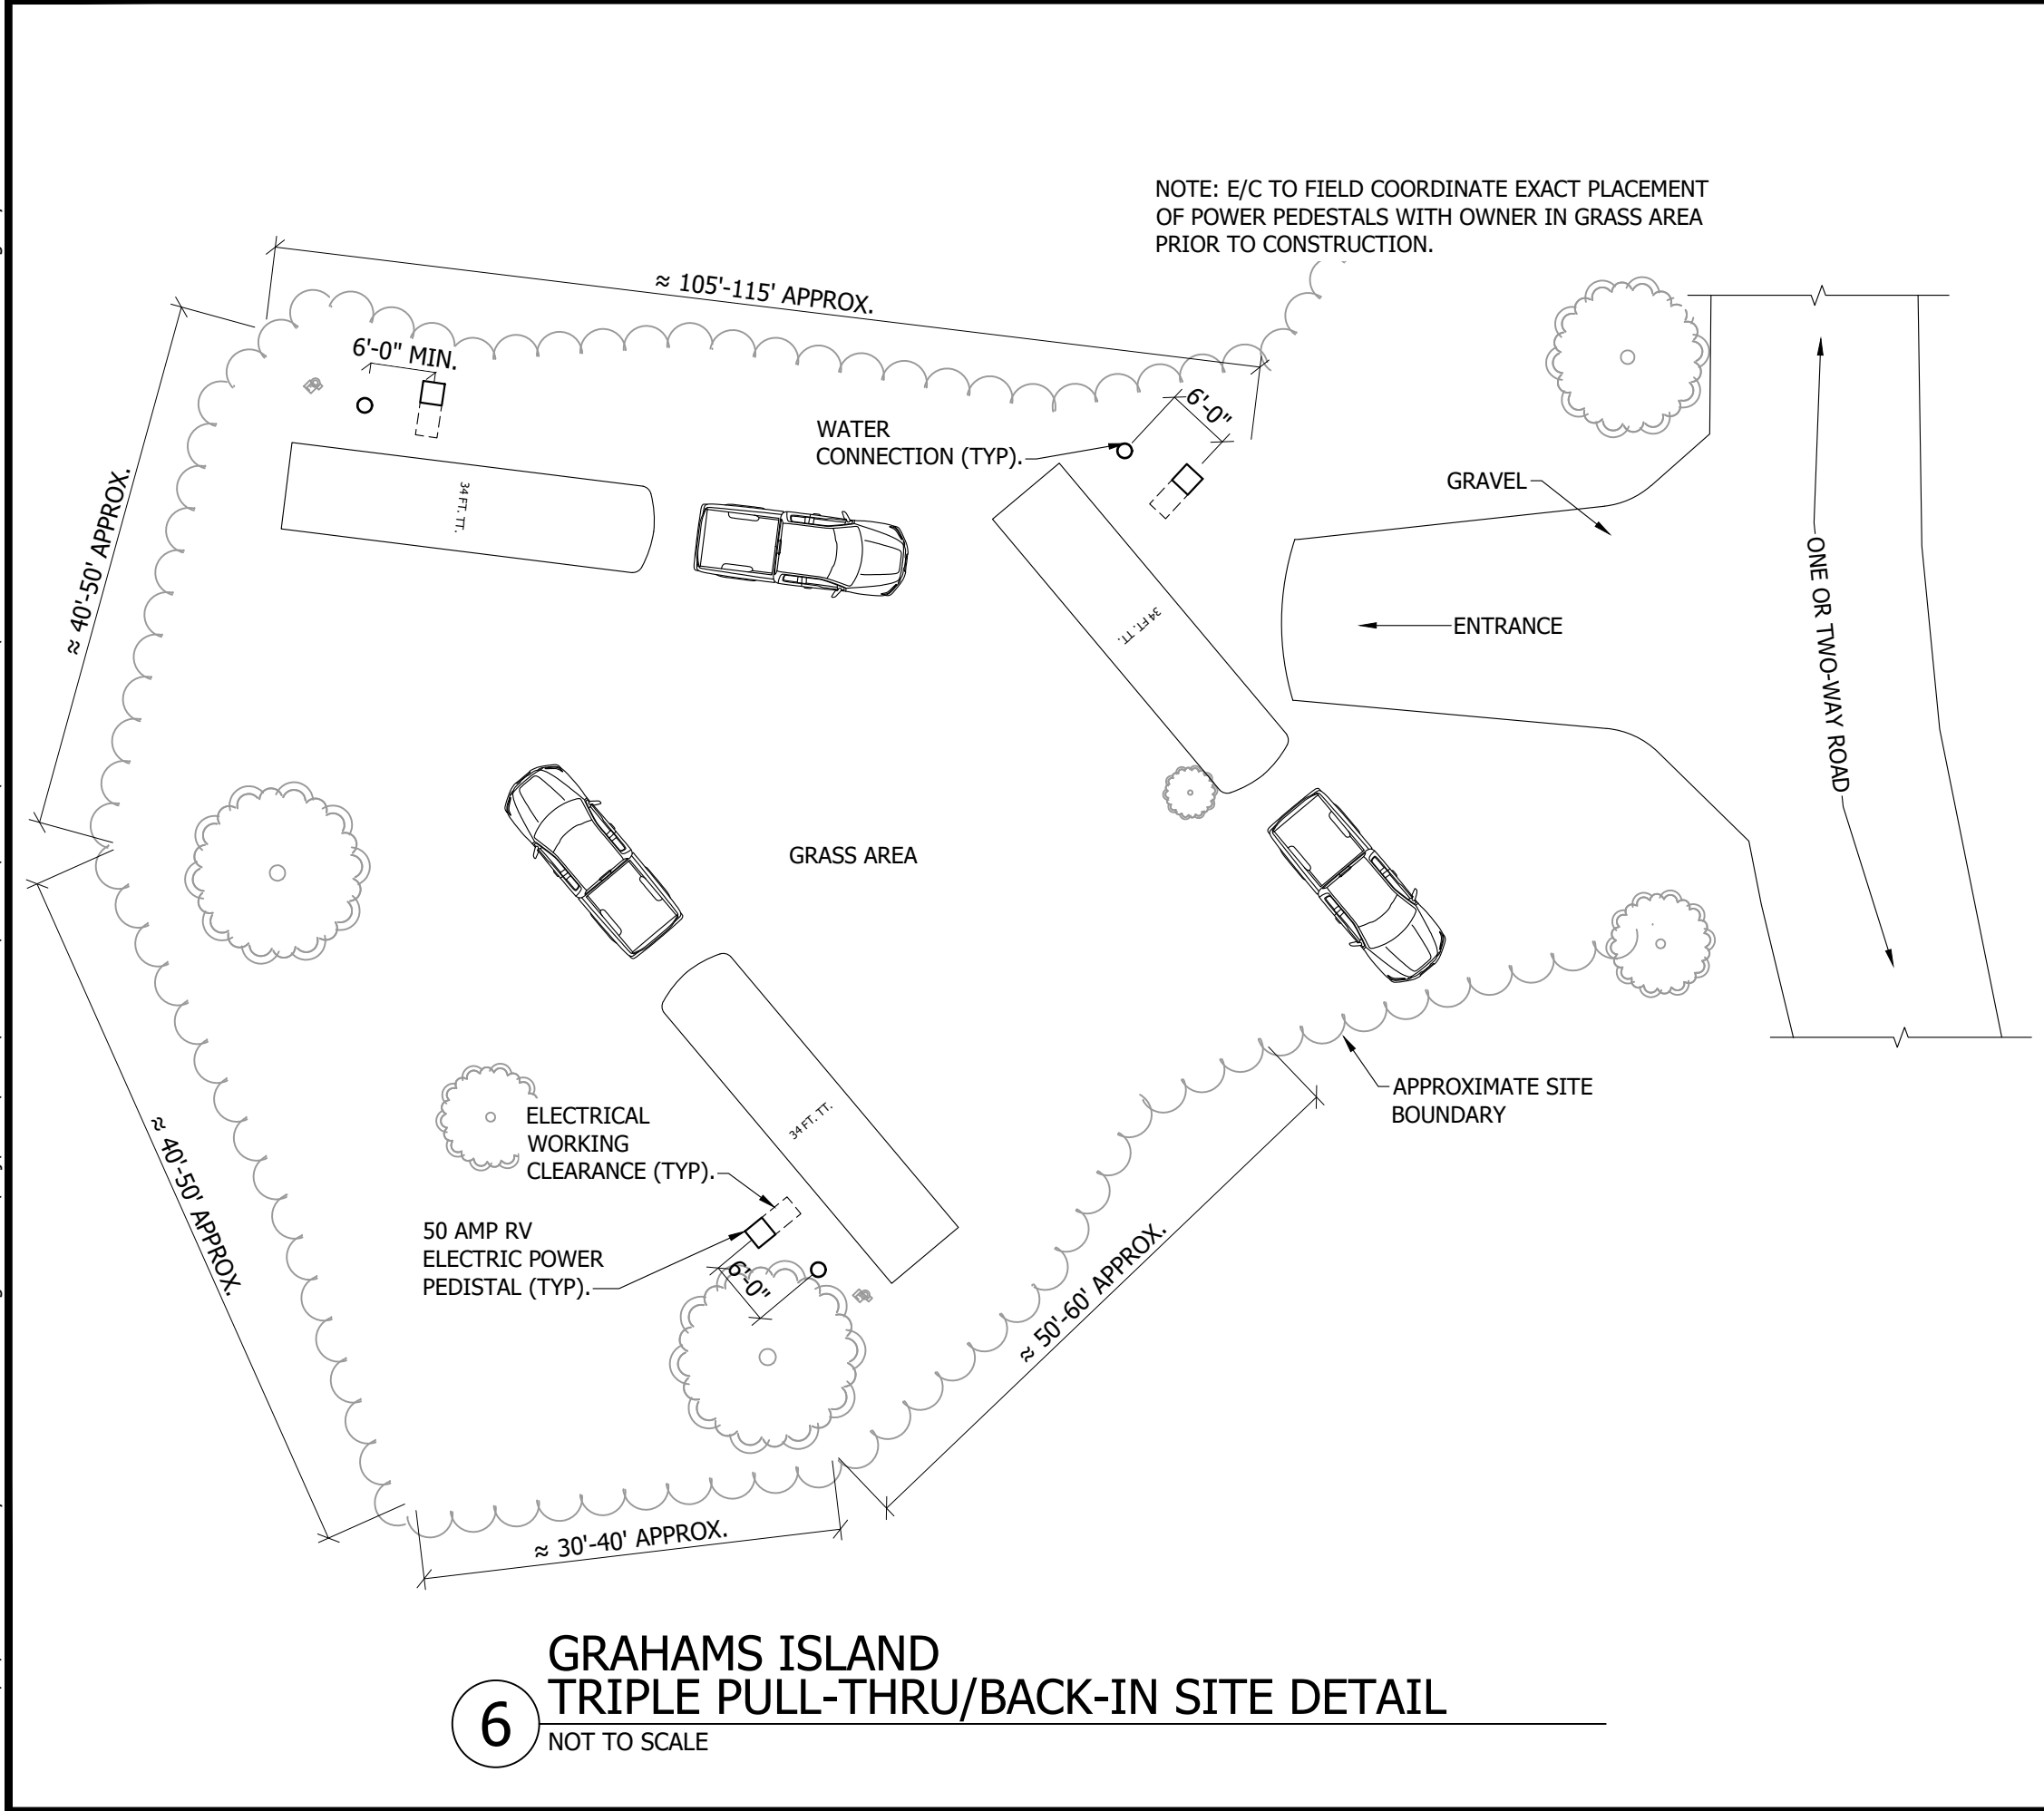 NOTE: E/C TO FIELD COORDINATE EXACT PLACEMENT
OF POWER PEDESTALS WITH OWNER IN GRASS AREA
PRIOR TO CONSTRUCTION.
≈ 105'-115' APPROX.
6'-0" MIN.
6'-0"
WATER
CONNECTION (TYP).
GRAVEL
34 FT. TT.
≈ 40'-50' APPROX.
34 FT. TT.
ENTRANCE
ONE OR TWO-WAY ROAD
GRASS AREA
APPROXIMATE SITE
BOUNDARY
34 FT. TT.
ELECTRICAL
WORKING
CLEARANCE (TYP).
≈ 40'-50' APPROX.
50 AMP RV
ELECTRIC POWER
PEDISTAL (TYP).
6'-0"
≈ 50'-60' APPROX.
≈ 30'-40' APPROX.
GRAHAMS ISLAND
TRIPLE PULL-THRU/BACK-IN SITE DETAIL
6
NOT TO SCALE